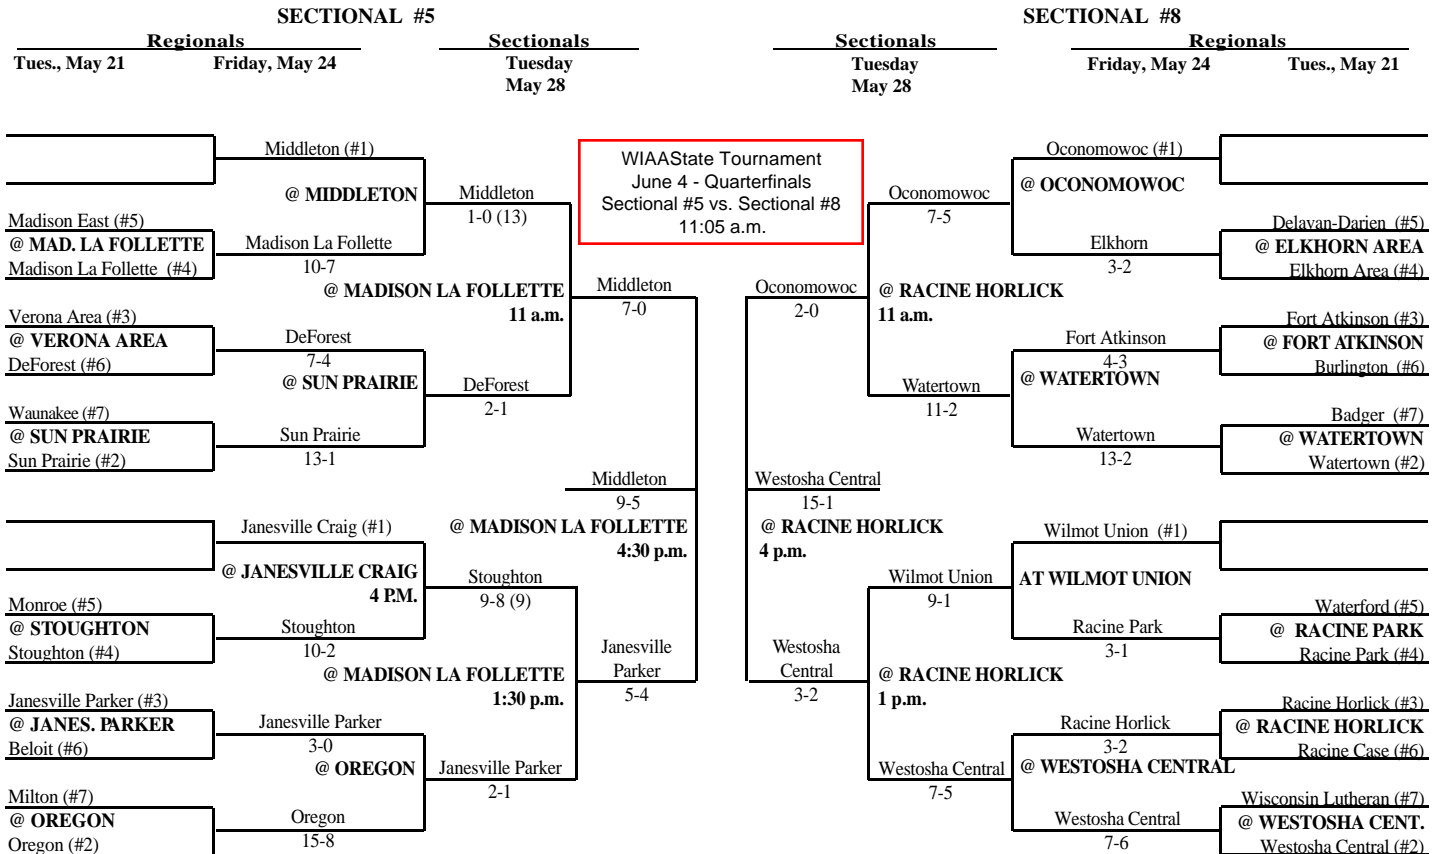 SECTIONAL #5
SECTIONAL #8
Regionals
Sectionals
Sectionals
Regionals
Tues., May 21
Friday, May 24
Tuesday
May 28
Tuesday
May 28
Friday, May 24
Tues., May 21
WIAAState Tournament
June 4 - Quarterfinals
Sectional #5 vs. Sectional #8
11:05 a.m.
Middleton (#1)
@ MIDDLETON
Middleton
1-0 (13)
Madison East (#5)
@ MAD. LA FOLLETTE
Madison La Follette (#4)
Madison La Follette
10-7
@ MADISON LA FOLLETTE
11 a.m.
Middleton
7-0
Verona Area (#3)
@ VERONA AREA
DeForest (#6)
DeForest
7-4
@ SUN PRAIRIE
DeForest
2-1
Waunakee (#7)
@ SUN PRAIRIE
Sun Prairie (#2)
Sun Prairie
13-1
Middleton
9-5
@ MADISON LA FOLLETTE
4:30 p.m.
Janesville Craig (#1)
@ JANESVILLE CRAIG
4 P.M.
Stoughton
9-8 (9)
Monroe (#5)
@ STOUGHTON
Stoughton (#4)
Stoughton
10-2
@ MADISON LA FOLLETTE
1:30 p.m.
Janesville
Parker
5-4
Janesville Parker (#3)
@ JANES. PARKER
Beloit (#6)
Janesville Parker
3-0
@ OREGON
Janesville Parker
2-1
Milton (#7)
@ OREGON
Oregon (#2)
Oregon
15-8
Oconomowoc (#1)
@ OCONOMOWOC
Oconomowoc
7-5
Delavan-Darien (#5)
@ ELKHORN AREA
Elkhorn Area (#4)
Elkhorn
3-2
Oconomowoc
2-0
@ RACINE HORLICK
11 a.m.
Fort Atkinson (#3)
@ FORT ATKINSON
Burlington (#6)
Fort Atkinson
4-3
@ WATERTOWN
Watertown
11-2
Badger (#7)
@ WATERTOWN
Watertown (#2)
Watertown
13-2
Westosha Central
15-1
@ RACINE HORLICK
4 p.m.
Wilmot Union (#1)
AT WILMOT UNION
Wilmot Union
9-1
Waterford (#5)
@ RACINE PARK
Racine Park (#4)
Racine Park
3-1
Westosha
Central
3-2
@ RACINE HORLICK
1 p.m.
Racine Horlick (#3)
@ RACINE HORLICK
Racine Case (#6)
Racine Horlick
3-2
@ WESTOSHA CENTRAL
Westosha Central
7-5
Wisconsin Lutheran (#7)
@ WESTOSHA CENT.
Westosha Central (#2)
Westosha Central
7-6